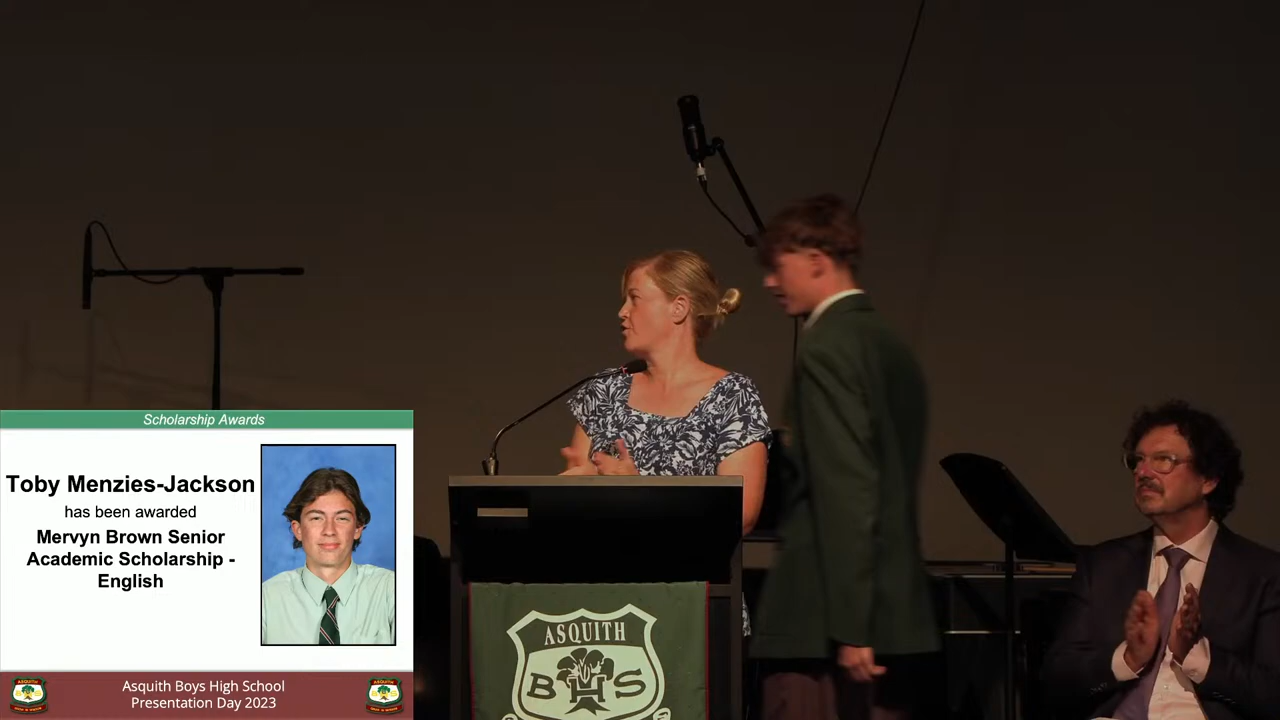 Scholarship Awards
Toby Menzies-Jackson
has been awarded
Mervyn Brown Senior
Academic Scholarship -
English
Asquith Boys High School
Presentation Day 2023
ASQUITH
BHS